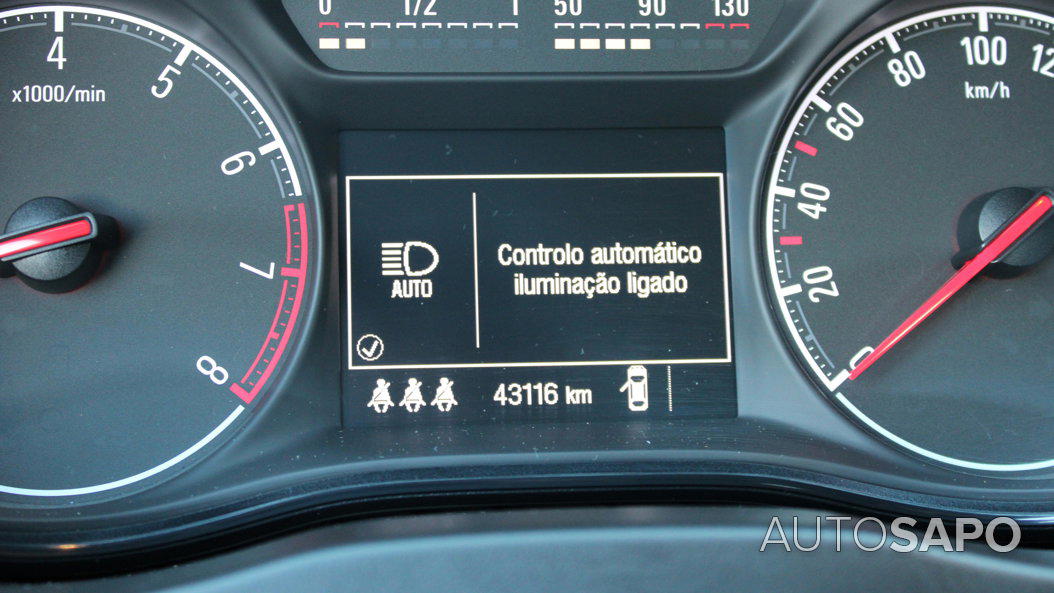 0 1/2 1
50 90 130
4
5
6
7
8
x1000/min
Controlo automático
iluminação ligado
AUTO
43116 km
0
20
40
60
80
100
km/h
AUTOSAPO